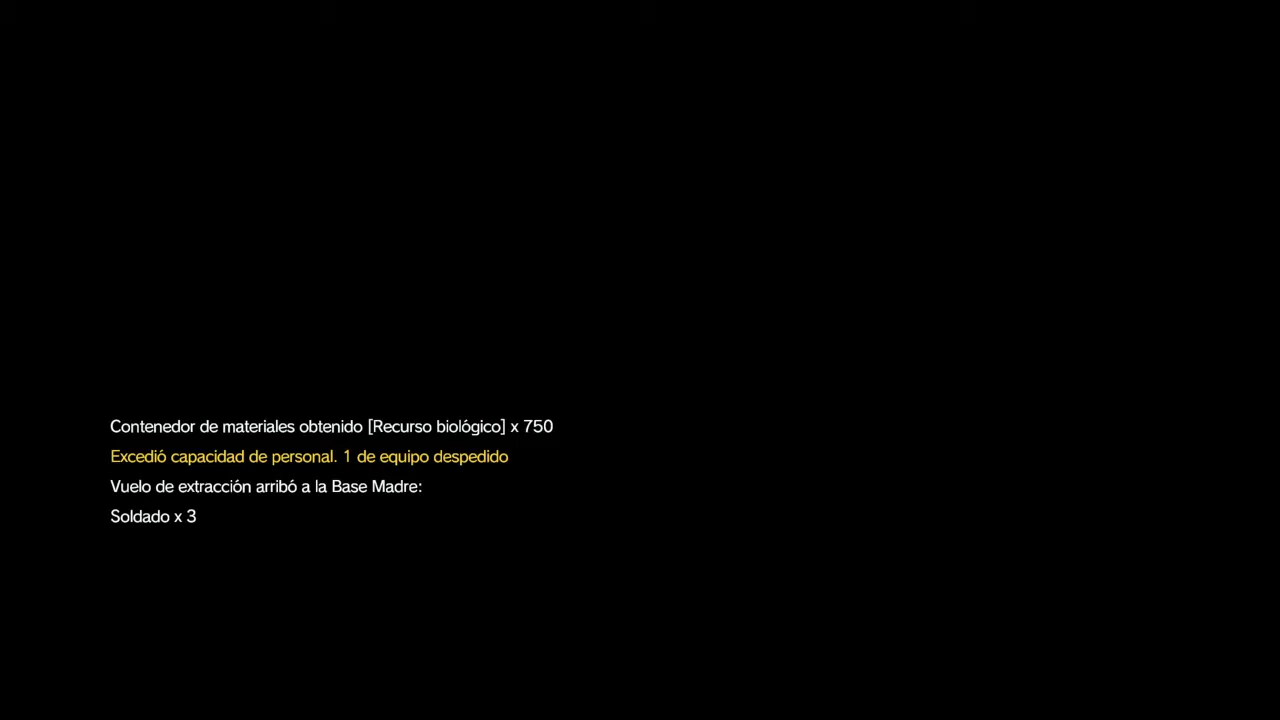 Contenedor de materiales obtenido [Recurso biológico] x 750
Excedió capacidad de personal. 1 de equipo despedido
Vuelo de extracción arribó a la Base Madre:
Soldado x 3